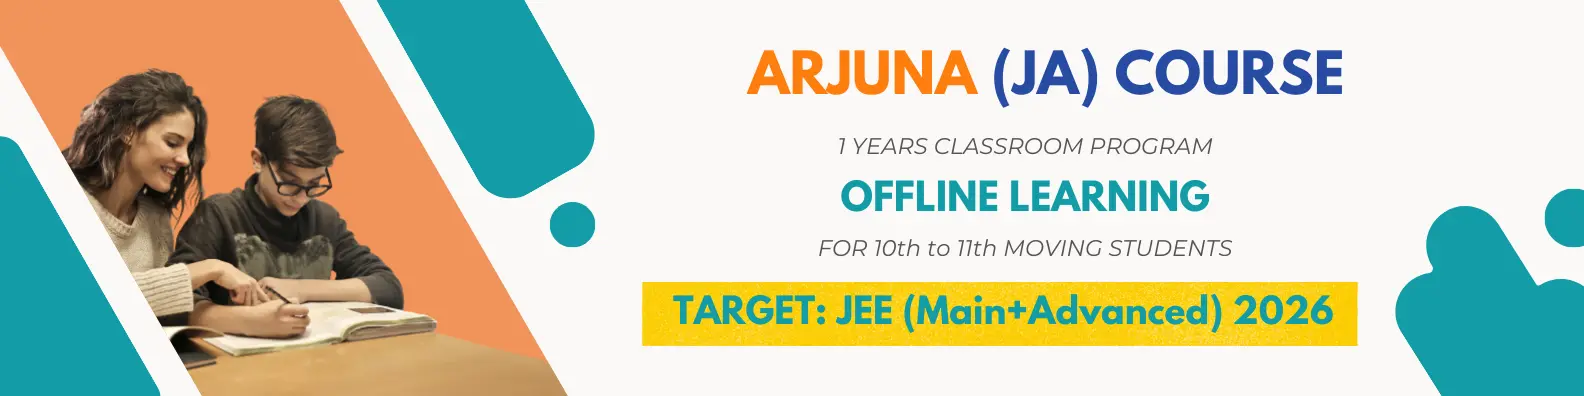 ARJUNA (JA) COURSE
1 YEARS CLASSROOM PROGRAM
OFFLINE LEARNING
FOR 10th to 11th MOVING STUDENTS
TARGET: JEE (Main+Advanced) 2026